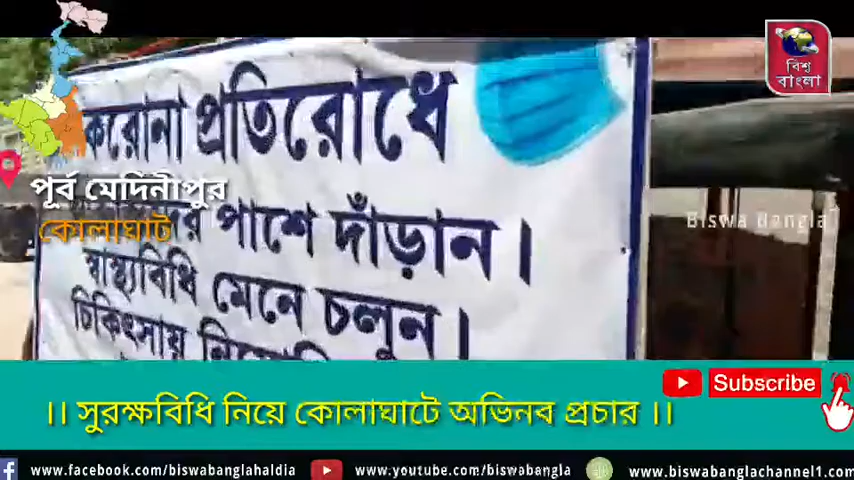 বিশ্ব
বাংলা
করোনা প্রতিরোধে
পূর্ব মেদিনীপুর
কোলাঘাট
পাশে দাঁড়ান ।
Biswa Bangla
স্বাস্থ্যবিধি মেনে চলুন ।
চিকিৎসায়
Subscribe
।। সুরক্ষবিধি নিয়ে কোলাঘাটে অভিনব প্রচার ।।
www.facebook.com/biswabanglahaldia
www.youtube.com/biswabangla
www.biswabanglachannel1.com